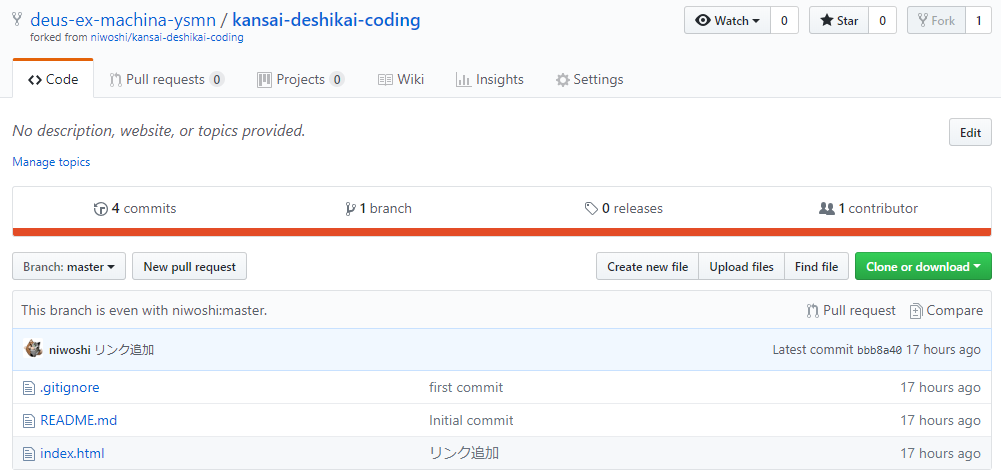 deus-ex-machina-ysmn / kansai-deshikai-coding Watch 0 Star 0 Fork 1
forked from niwoshi/kansai-deshikai-coding
Code Pull requests 0 Projects 0 Wiki Insights Settings
No description, website, or topics provided. Edit
Manage topics
4 commits 1 branch 0 releases 1 contributor
Branch: master New pull request Create new file Upload files Find file Clone or download
This branch is even with niwoshi:master. Pull request Compare
niwoshi リンク追加 Latest commit bbb8a40 17 hours ago
.gitignore first commit 17 hours ago
README.md Initial commit 17 hours ago
index.html リンク追加 17 hours ago